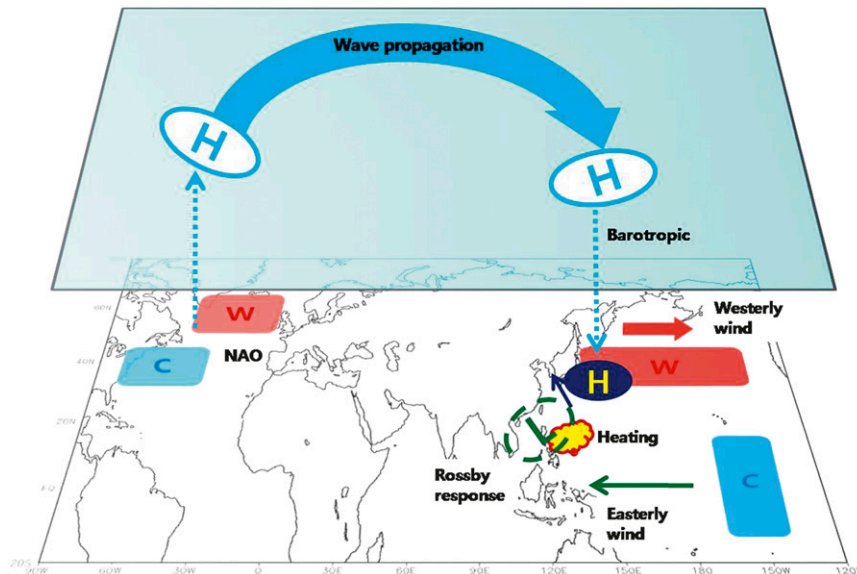 Wave propagation
H
H
Barotropic
60N
W
Westerly
wind
NAO
40N
C
W
H
20N
Heating
Rossby
response
C
EQ
Easterly
wind
20S
90W
60W
30W
0
30E
60E
90E
120E
150E
180
150W
120W